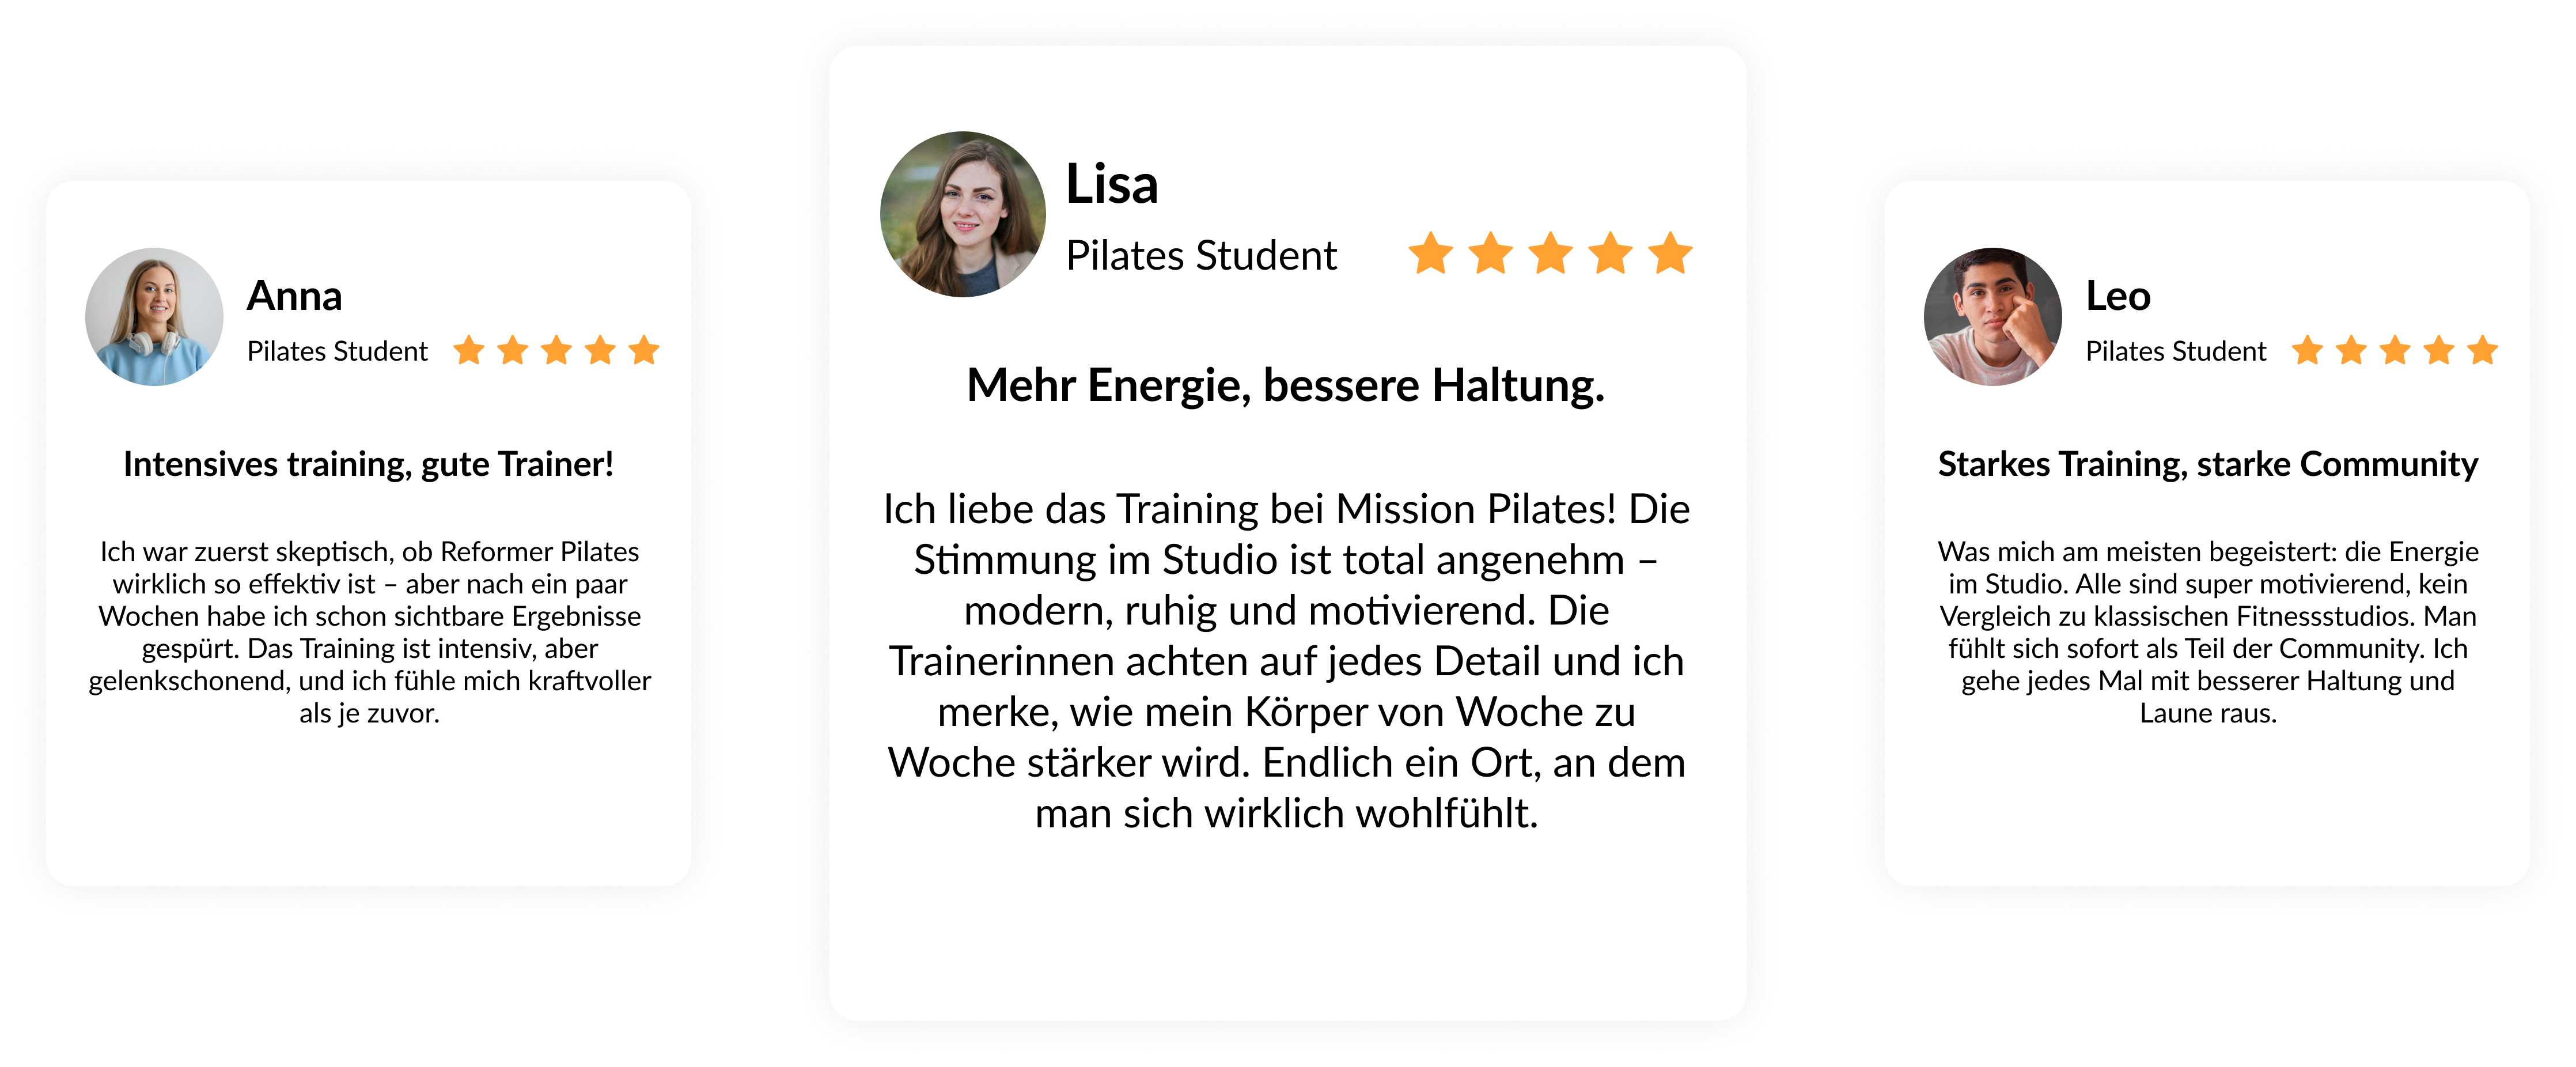 Anna
Pilates Student
Intensives training, gute Trainer!
Ich war zuerst skeptisch, ob Reformer Pilates
wirklich so effektiv ist – aber nach ein paar
Wochen habe ich schon sichtbare Ergebnisse
gespürt. Das Training ist intensiv, aber
gelenkschonend, und ich fühle mich kraftvoller
als je zuvor.
Lisa
Pilates Student
Mehr Energie, bessere Haltung.
Ich liebe das Training bei Mission Pilates! Die
Stimmung im Studio ist total angenehm –
modern, ruhig und motivierend. Die
Trainerinnen achten auf jedes Detail und ich
merke, wie mein Körper von Woche zu
Woche stärker wird. Endlich ein Ort, an dem
man sich wirklich wohlfühlt.
Leo
Pilates Student
Starkes Training, starke Community
Was mich am meisten begeistert: die Energie
im Studio. Alle sind super motivierend, kein
Vergleich zu klassischen Fitnessstudios. Man
fühlt sich sofort als Teil der Community. Ich
gehe jedes Mal mit besserer Haltung und
Laune raus.